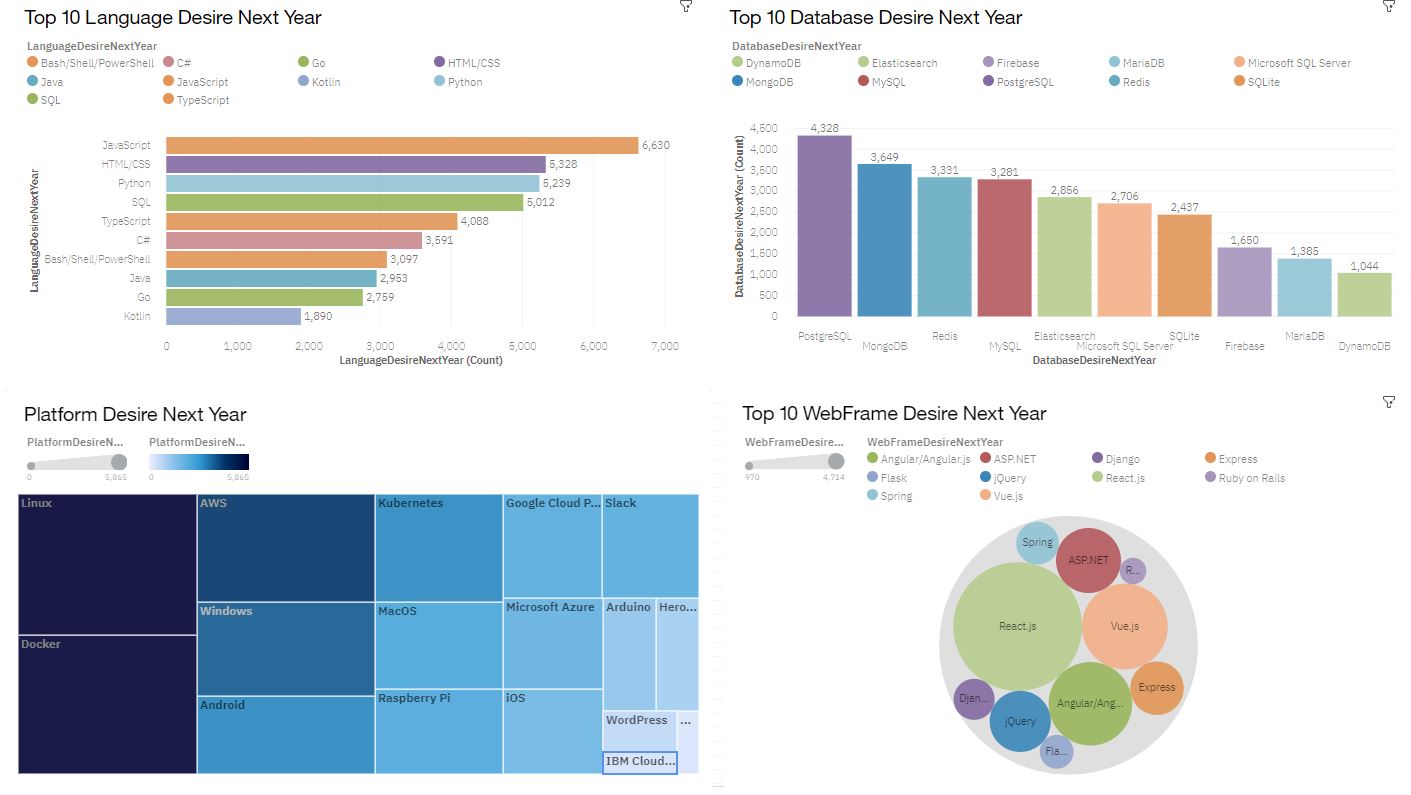 Top 10 Language Desire Next Year
LanguageDesireNextYear
Bash/Shell/PowerShell C# Go HTML/CSS
Java JavaScript Kotlin Python
SQL TypeScript
LanguageDesireNextYear
JavaScript 6,630
HTML/CSS 5,328
Python 5,239
SQL 5,012
TypeScript 4,088
C# 3,591
Bash/Shell/PowerShell 3,097
Java 2,953
Go 2,759
Kotlin 1,890
0 1,000 2,000 3,000 4,000 5,000 6,000 7,000
LanguageDesireNextYear (Count)
Top 10 Database Desire Next Year
DatabaseDesireNextYear
DynamoDB Elasticsearch Firebase MariaDB Microsoft SQL Server
MongoDB MySQL PostgreSQL Redis SQLite
DatabaseDesireNextYear (Count)
4,500
4,000
3,500
3,000
2,500
2,000
1,500
1,000
500
0
4,328 3,649 3,331 3,281 2,856 2,706 2,437 1,650 1,385 1,044
PostgreSQL MongoDB Redis MySQL Elasticsearch Microsoft SQL Server SQLite Firebase MariaDB DynamoDB
DatabaseDesireNextYear
Platform Desire Next Year
PlatformDesireN... PlatformDesireN...
0 5,865 0 5,865
Linux
Docker
AWS
Windows
Android
Kubernetes
MacOS
Raspberry Pi
Google Cloud P...
Slack
Microsoft Azure
iOS
Arduino
Hero...
WordPress
...
IBM Cloud...
Top 10 WebFrame Desire Next Year
WebFrameDesire... WebFrameDesireNextYear
970 4,714
Angular/Angular.js ASP.NET Django Express
Flask jQuery React.js Ruby on Rails
Spring Vue.js
Spring
ASP.NET
R...
React.js
Vue.js
Djan...
Express
Angular/Ang...
jQuery
Fla...